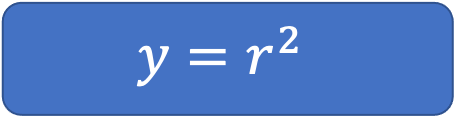 y = r²